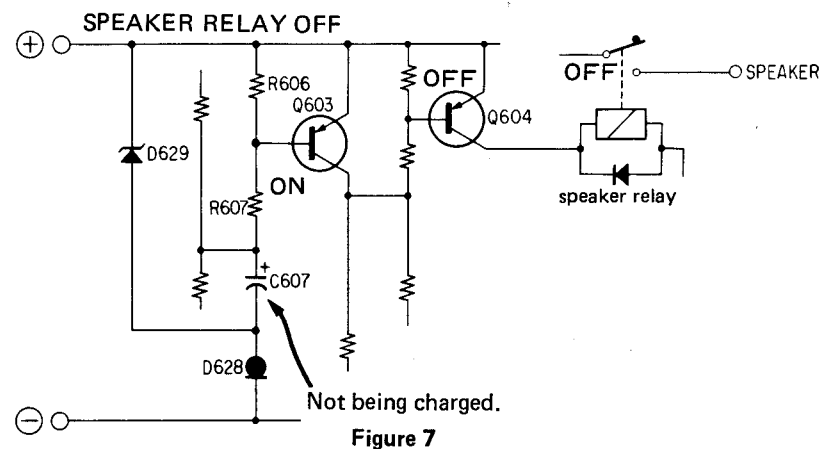 SPEAKER RELAY OFF
+
R606
Q603
OFF
Q604
OFF
SPEAKER
D629
ON
R607
speaker relay
+
C607
D628
Not being charged.
−
Figure 7